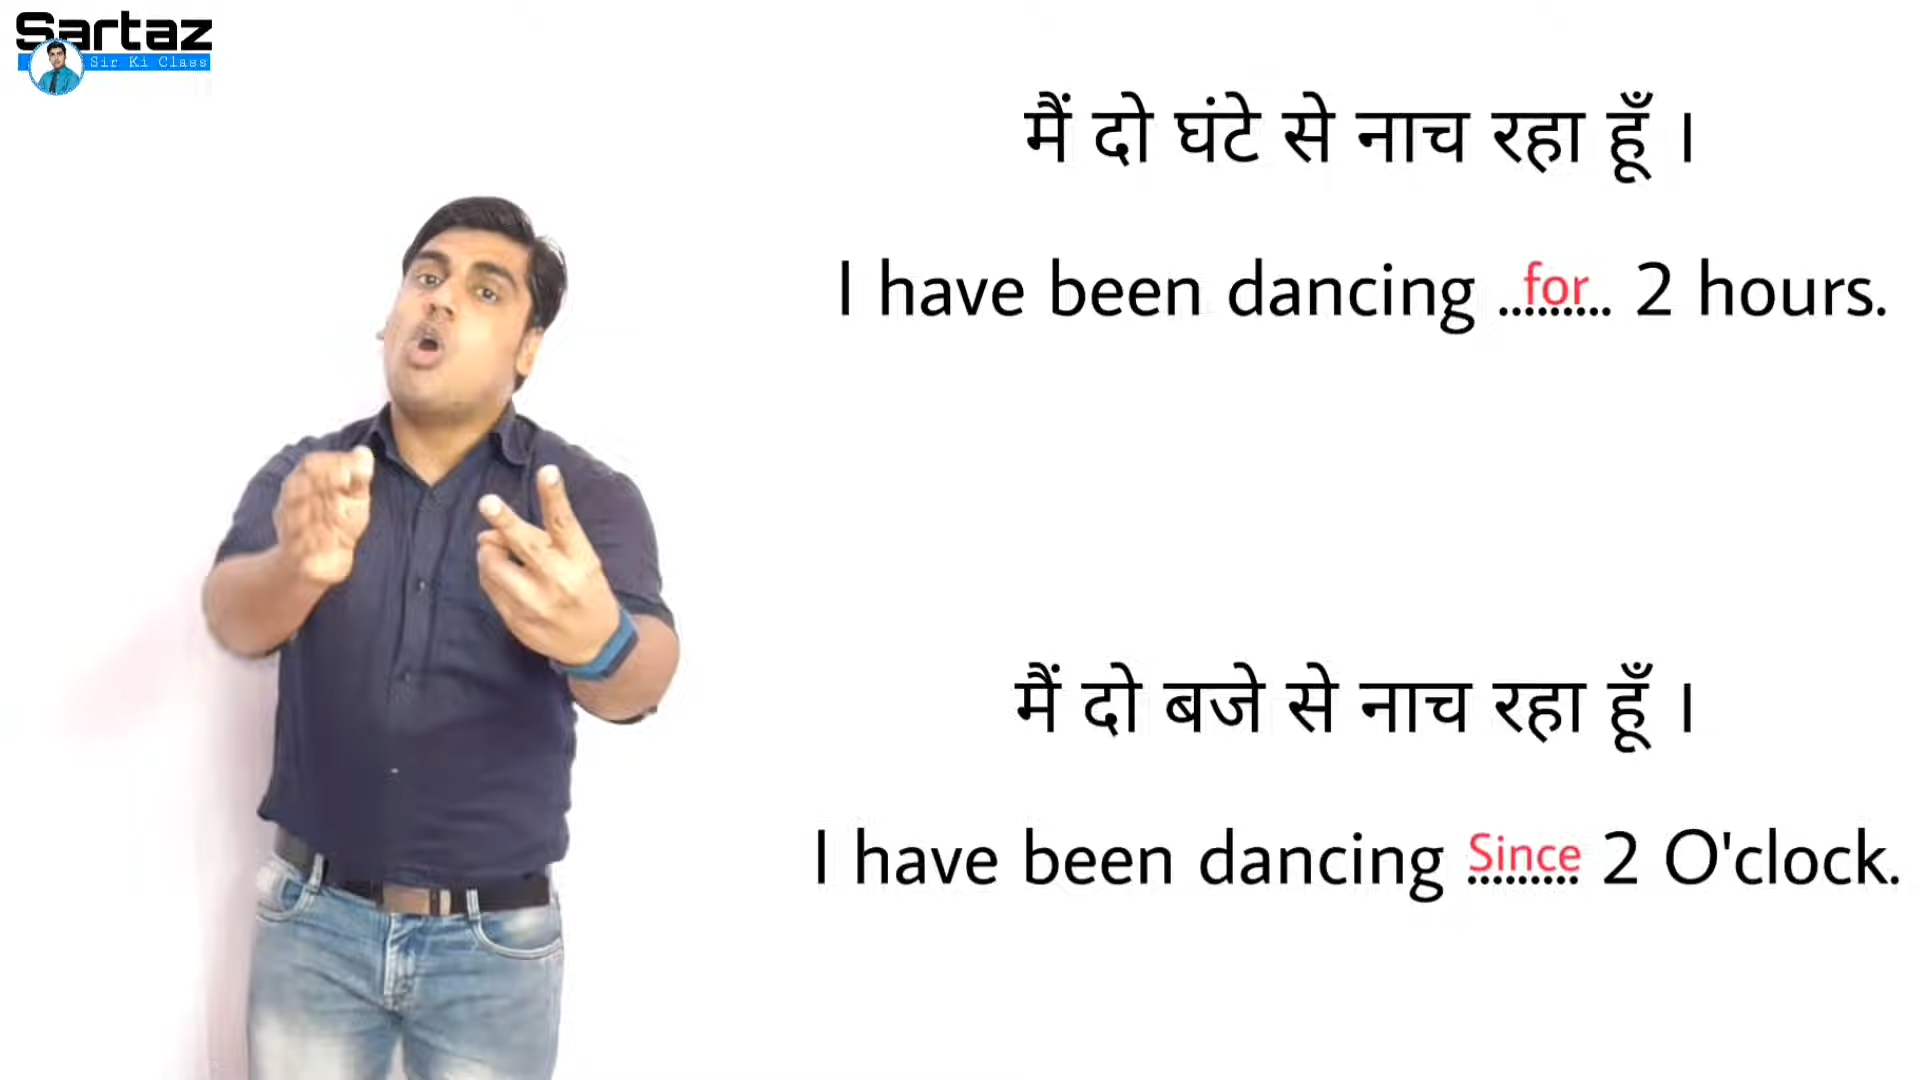 Sartaz
Sir Ki Class
मैं दो घंटे से नाच रहा हूँ ।
I have been dancing ..for.. 2 hours.
मैं दो बजे से नाच रहा हूँ ।
I have been dancing Since 2 O'clock.